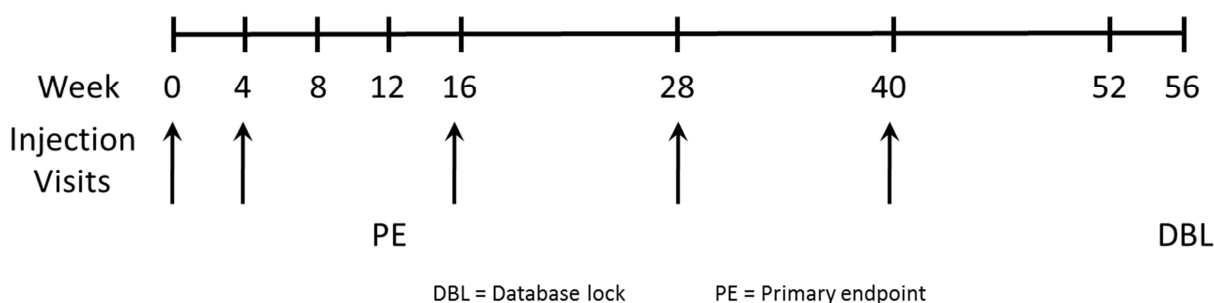 Week 0 4 8 12 16 28 40 52 56
Injection
Visits
PE DBL
DBL = Database lock PE = Primary endpoint